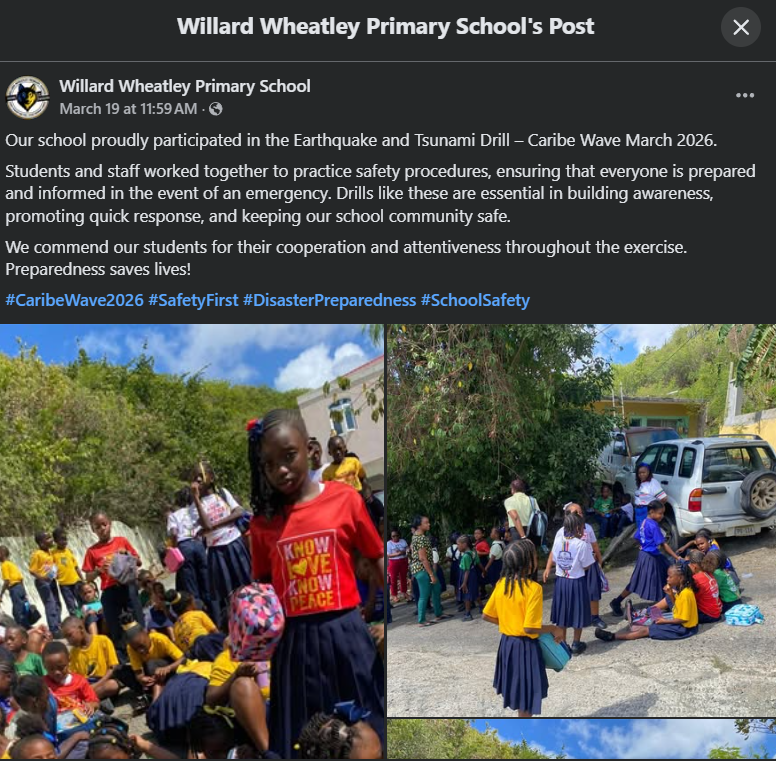 Willard Wheatley Primary School's Post
Willard Wheatley Primary School
March 19 at 11:59 AM ·
Our school proudly participated in the Earthquake and Tsunami Drill – Caribe Wave March 2026.
Students and staff worked together to practice safety procedures, ensuring that everyone is prepared
and informed in the event of an emergency. Drills like these are essential in building awareness,
promoting quick response, and keeping our school community safe.
We commend our students for their cooperation and attentiveness throughout the exercise.
Preparedness saves lives!
#CaribeWave2026 #SafetyFirst #DisasterPreparedness #SchoolSafety
KNOW
LOVE
KNOW
PEACE